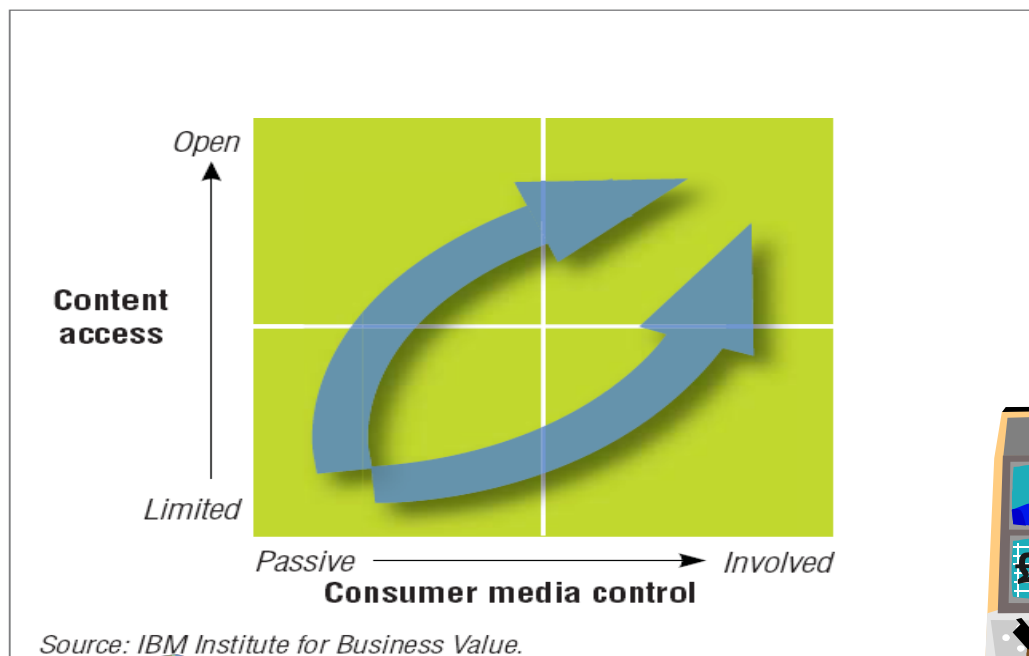 Open
Content
access
Limited
Passive
Involved
Consumer media control
Source: IBM Institute for Business Value.